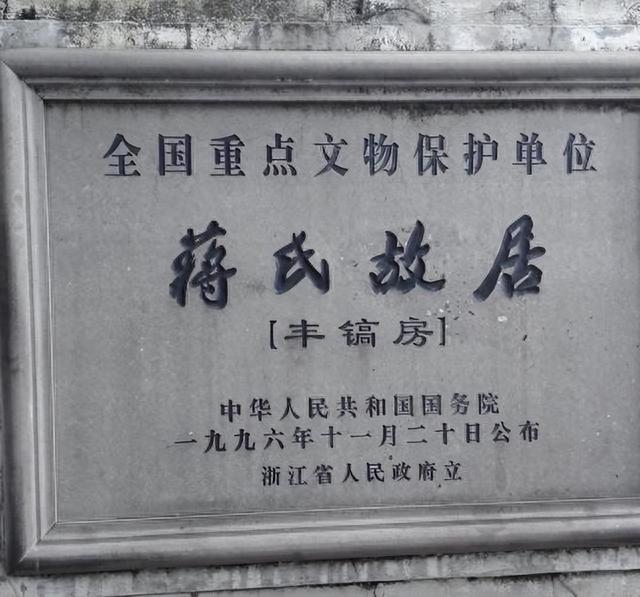 全国重点文物保护单位
蒋氏故居
[丰镐房]
中华人民共和国国务院
一九九六年十一月二十日公布
浙江省人民政府立